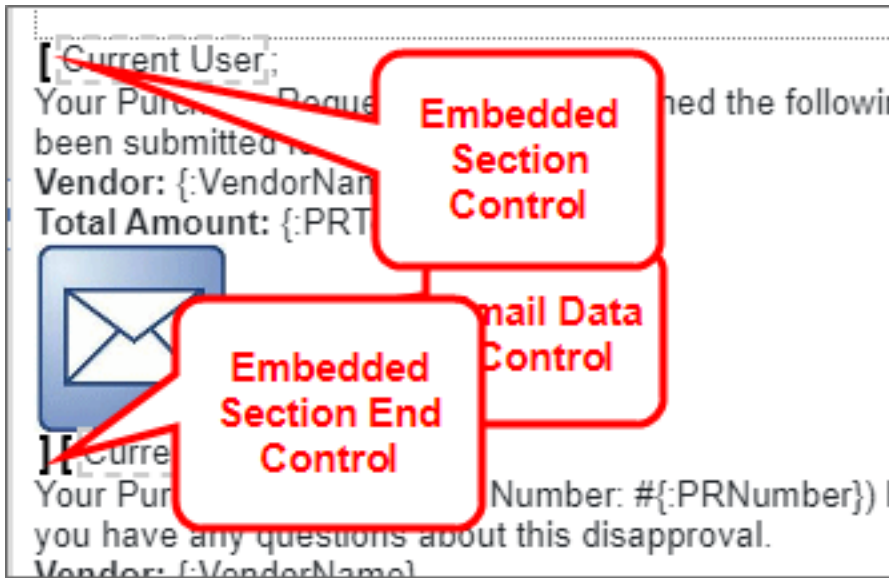 [ Current User;
Your Purch Reque ned the followi
been submitted
Vendor: {:VendorNam
Total Amount: {:PRT
Embedded
Section
Control
mail Data
Control
Embedded
Section End
Control
] [ Curre
Your Pur Number: #{:PRNumber})
you have any questions about this disapproval.
Vendor: {:VendorName}